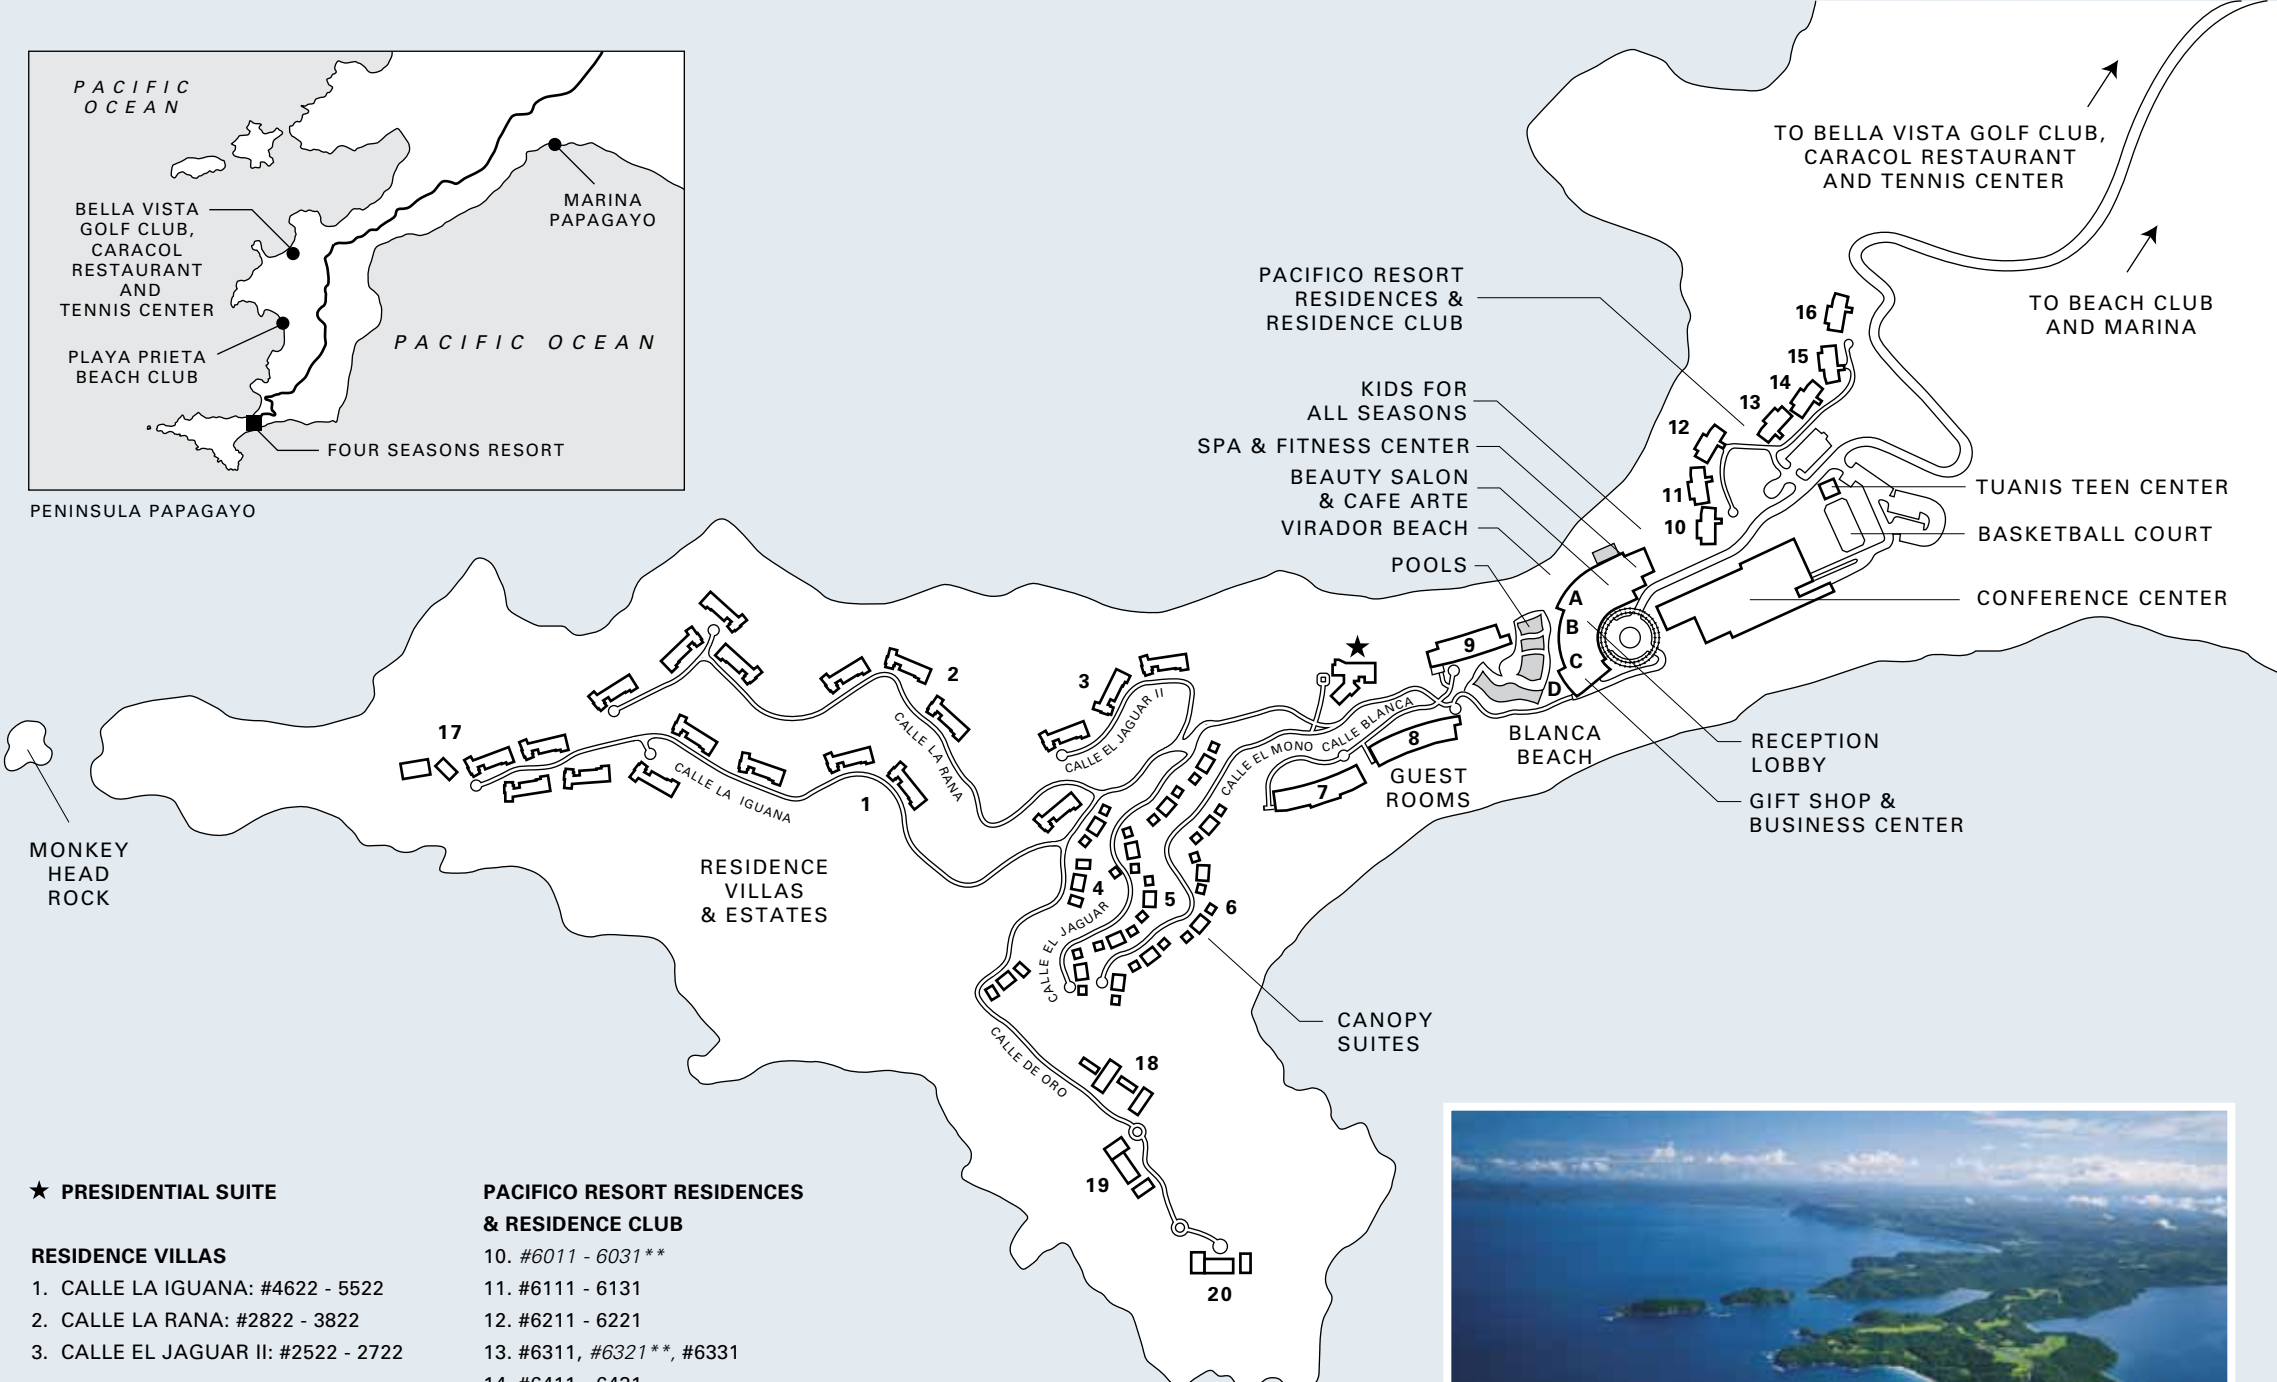 PACIFIC
OCEAN
BELLA VISTA
GOLF CLUB,
CARACOL
RESTAURANT
AND
TENNIS CENTER
PLAYA PRIETA
BEACH CLUB
MARINA
PAPAGAYO
PACIFIC OCEAN
FOUR SEASONS RESORT
PENINSULA PAPAGAYO
TO BELLA VISTA GOLF CLUB,
CARACOL RESTAURANT
AND TENNIS CENTER
TO BEACH CLUB
AND MARINA
PACIFICO RESORT
RESIDENCES &
RESIDENCE CLUB
KIDS FOR
ALL SEASONS
SPA & FITNESS CENTER
BEAUTY SALON
& CAFE ARTE
VIRADOR BEACH
POOLS
16
15
14
13
12
11
10
TUANIS TEEN CENTER
BASKETBALL COURT
CONFERENCE CENTER
A
B
C
D
RECEPTION
LOBBY
GIFT SHOP &
BUSINESS CENTER
BLANCA
BEACH
9
8
7
GUEST
ROOMS
CALLE BLANCA
CALLE EL MONO
3
CALLE EL JAGUAR II
2
CALLE LA RANA
17
CALLE LA IGUANA
1
MONKEY
HEAD
ROCK
RESIDENCE
VILLAS
& ESTATES
4
5
6
CALLE EL JAGUAR
CANOPY
SUITES
CALLE DE ORO
18
19
20
★ PRESIDENTIAL SUITE
RESIDENCE VILLAS
1. CALLE LA IGUANA: #4622 - 5522
2. CALLE LA RANA: #2822 - 3822
3. CALLE EL JAGUAR II: #2522 - 2722
PACIFICO RESORT RESIDENCES
& RESIDENCE CLUB
10. #6011 - 6031**
11. #6111 - 6131
12. #6211 - 6221
13. #6311, #6321**, #6331
14. #6411 - 6431